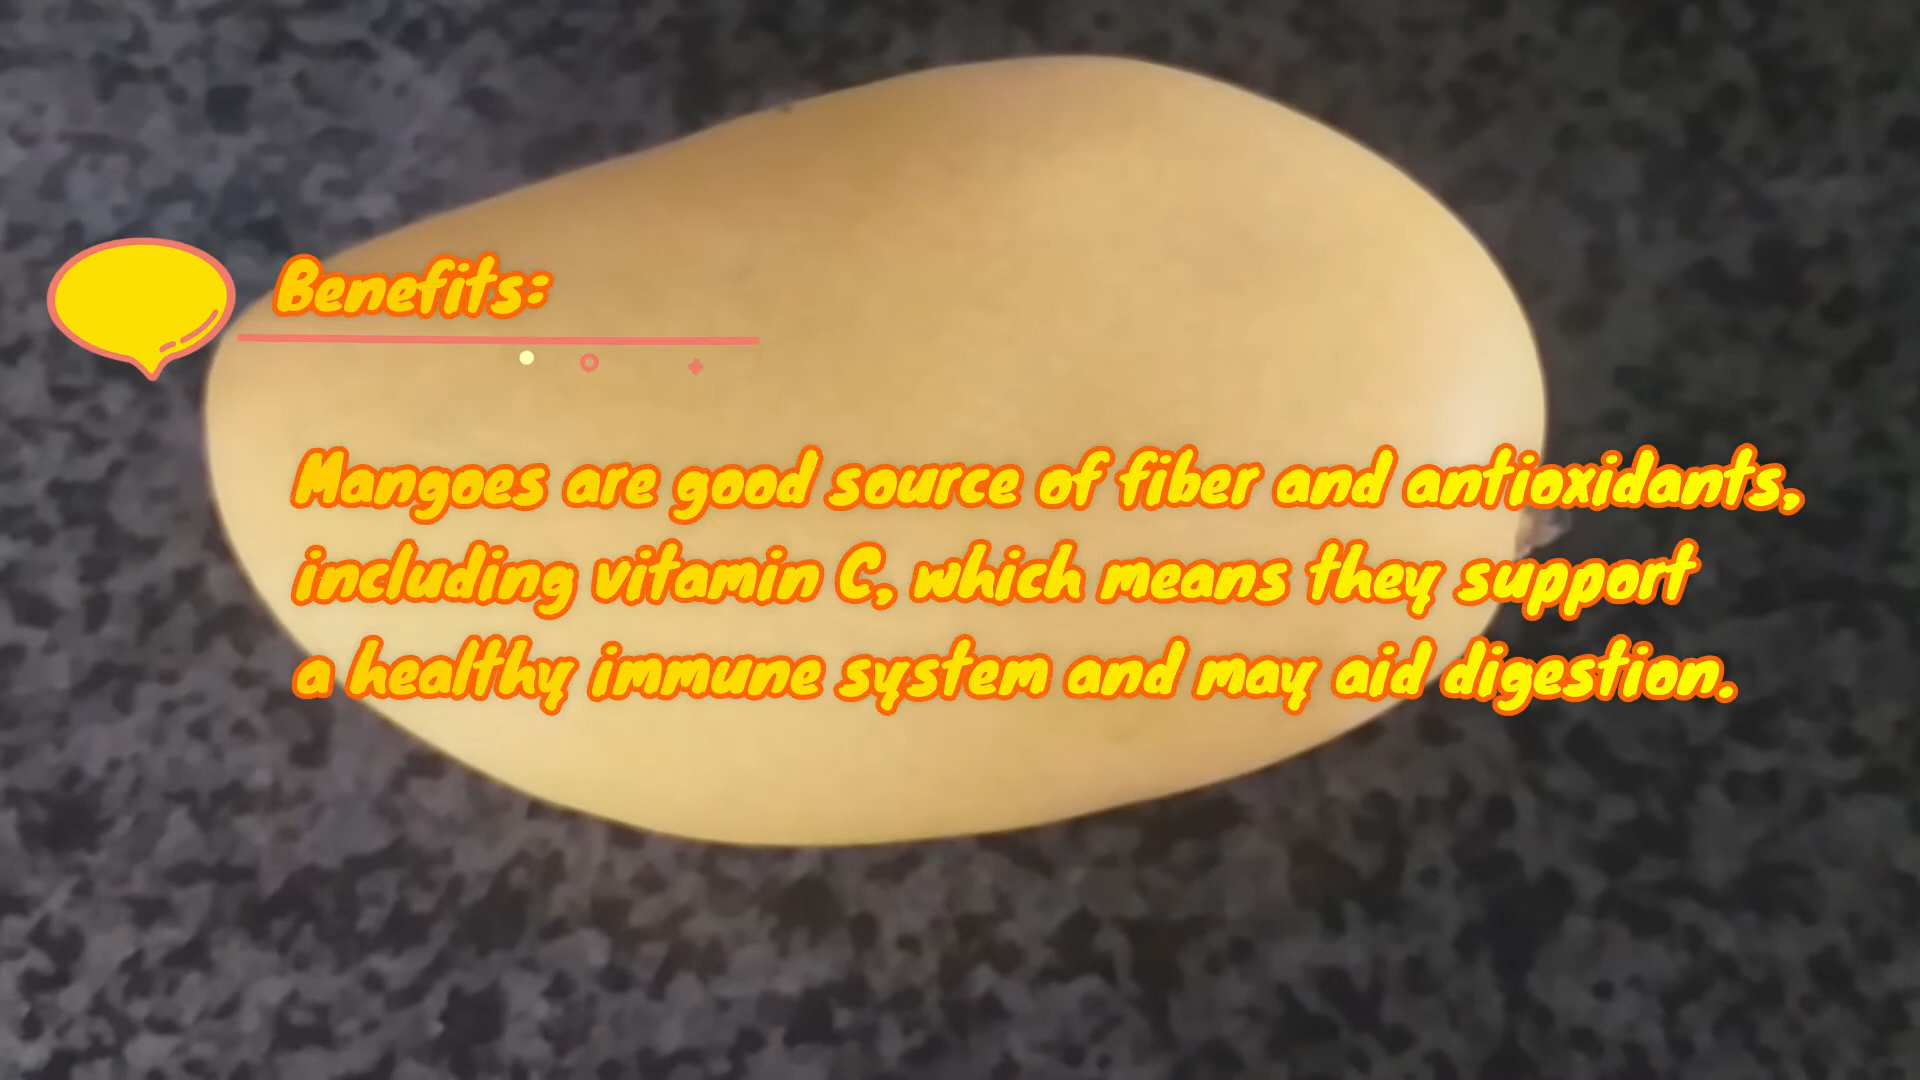 Benefits:
Mangoes are good source of fiber and antioxidants,
including vitamin C, which means they support
a healthy immune system and may aid digestion.